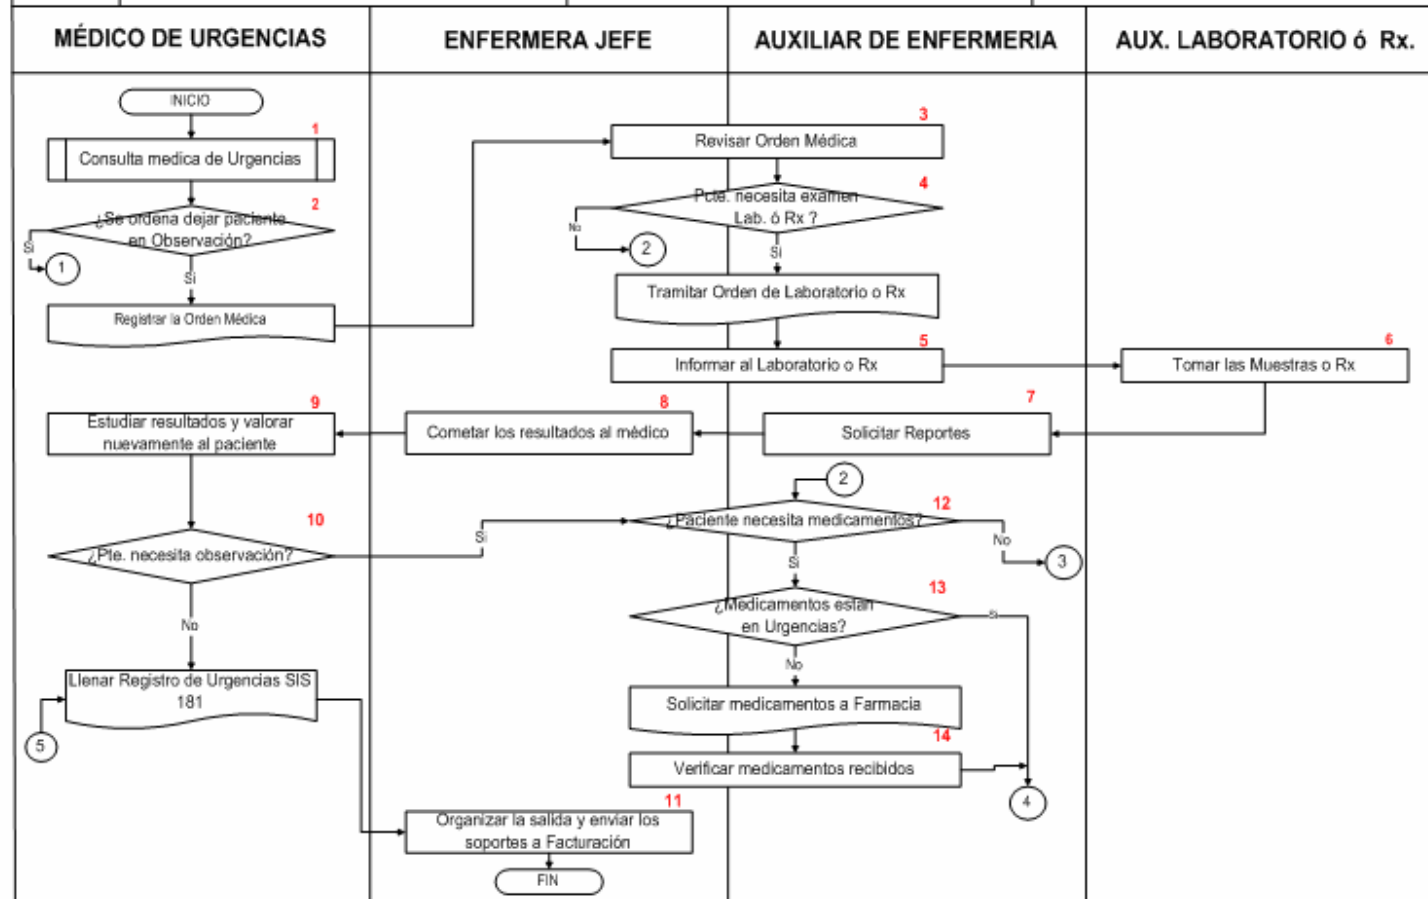 MÉDICO DE URGENCIAS
ENFERMERA JEFE
AUXILIAR DE ENFERMERIA
AUX. LABORATORIO ó Rx.
INICIO
1
Consulta medica de Urgencias
2
¿Se ordena dejar paciente
en Observación?
Si
1
Si
Registrar la Orden Médica
3
Revisar Orden Médica
4
Pcte. necesita examen
Lab. ó Rx ?
No
2
Si
Tramitar Orden de Laboratorio o Rx
5
Informar al Laboratorio o Rx
6
Tomar las Muestras o Rx
7
Solicitar Reportes
8
Cometar los resultados al médico
9
Estudiar resultados y valorar
nuevamente al paciente
10
¿Pte. necesita observación?
Si
No
2
12
¿Paciente necesita medicamentos?
No
3
Si
13
¿Medicamentos están
en Urgencias?
Si
No
Llenar Registro de Urgencias SIS
181
5
Solicitar medicamentos a Farmacia
14
Verificar medicamentos recibidos
4
11
Organizar la salida y enviar los
soportes a Facturación
FIN